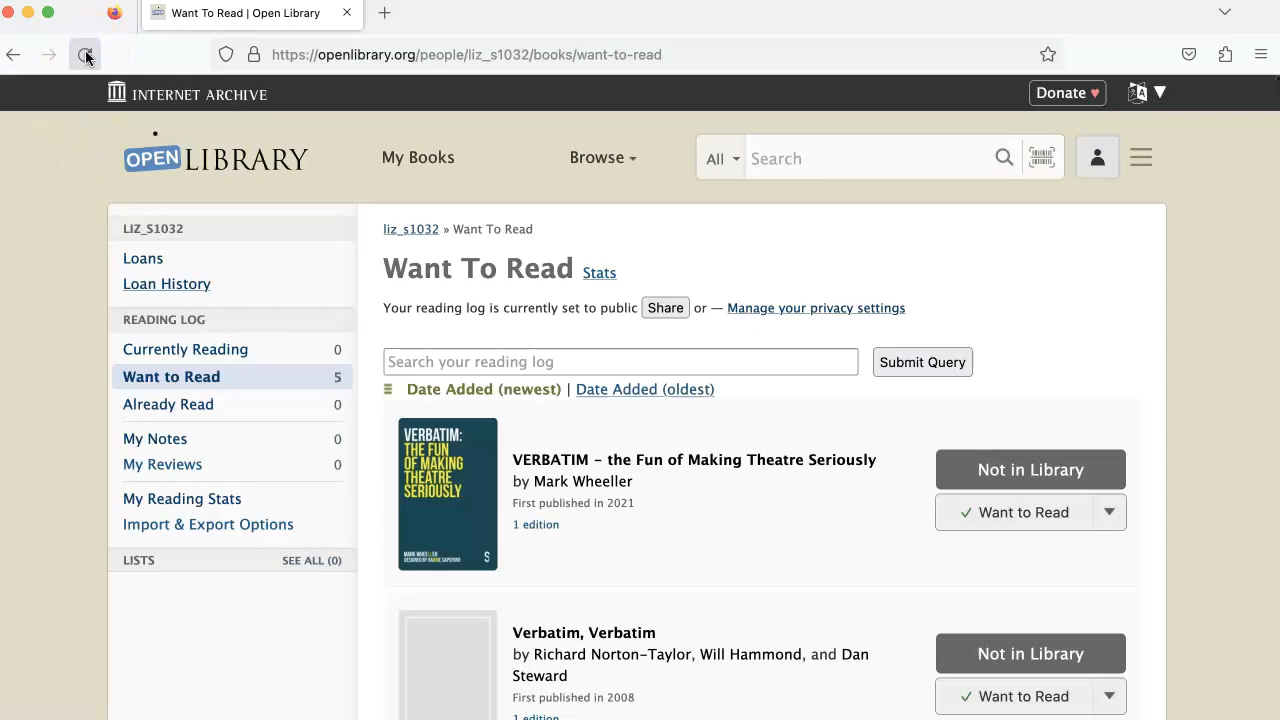 Want To Read | Open Library
https://openlibrary.org/people/liz_s1032/books/want-to-read
INTERNET ARCHIVE
Donate ♥
OPEN LIBRARY
My Books
Browse
All
Search
LIZ_S1032
Loans
Loan History
READING LOG
Currently Reading 0
Want to Read 5
Already Read 0
My Notes 0
My Reviews 0
My Reading Stats
Import & Export Options
LISTS SEE ALL (0)
liz_s1032 » Want To Read
Want To Read Stats
Your reading log is currently set to public Share or — Manage your privacy settings
Search your reading log
Submit Query
Date Added (newest) | Date Added (oldest)
VERBATIM:
THE FUN
OF MAKING
THEATRE
SERIOUSLY
MARK WHEELLER
S
VERBATIM - the Fun of Making Theatre Seriously
by Mark Wheeller
First published in 2021
1 edition
Not in Library
✓ Want to Read
Verbatim, Verbatim
by Richard Norton-Taylor, Will Hammond, and Dan
Steward
First published in 2008
1 edition
Not in Library
✓ Want to Read